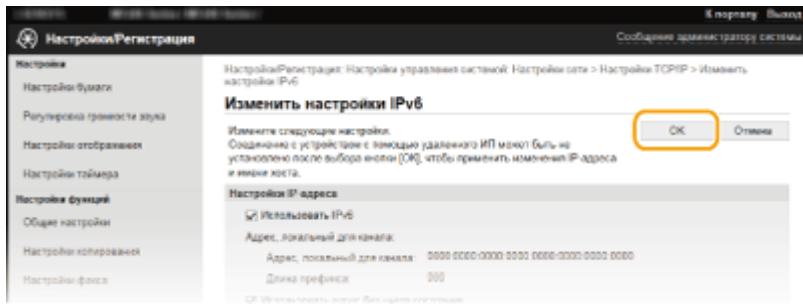 К порталу Выход
Настройки/Регистрация
Сообщение администратору системы
Настройки
Настройки бумаги
Регулировка громкости звука
Настройки отображения
Настройки таймера
Настройки функций
Общие настройки
Настройки копирования
Настройки факса
Настройки/Регистрация: Настройки управления системой: Настройки сети > Настройки TCP/IP > Изменить
настройки IPv6
Изменить настройки IPv6
Измените следующие настройки.
Соединение с устройством с помощью удаленного ИП может быть не
установлено после выбора кнопки [OK], чтобы применить изменения IP-адреса
и имени хоста.
OK Отмена
Настройки IP-адреса
Использовать IPv6
Адрес, локальный для канала:
Адрес, локальный для канала: 0000:0000:0000:0000:0000:0000:0000:0000
Длина префикса: 000